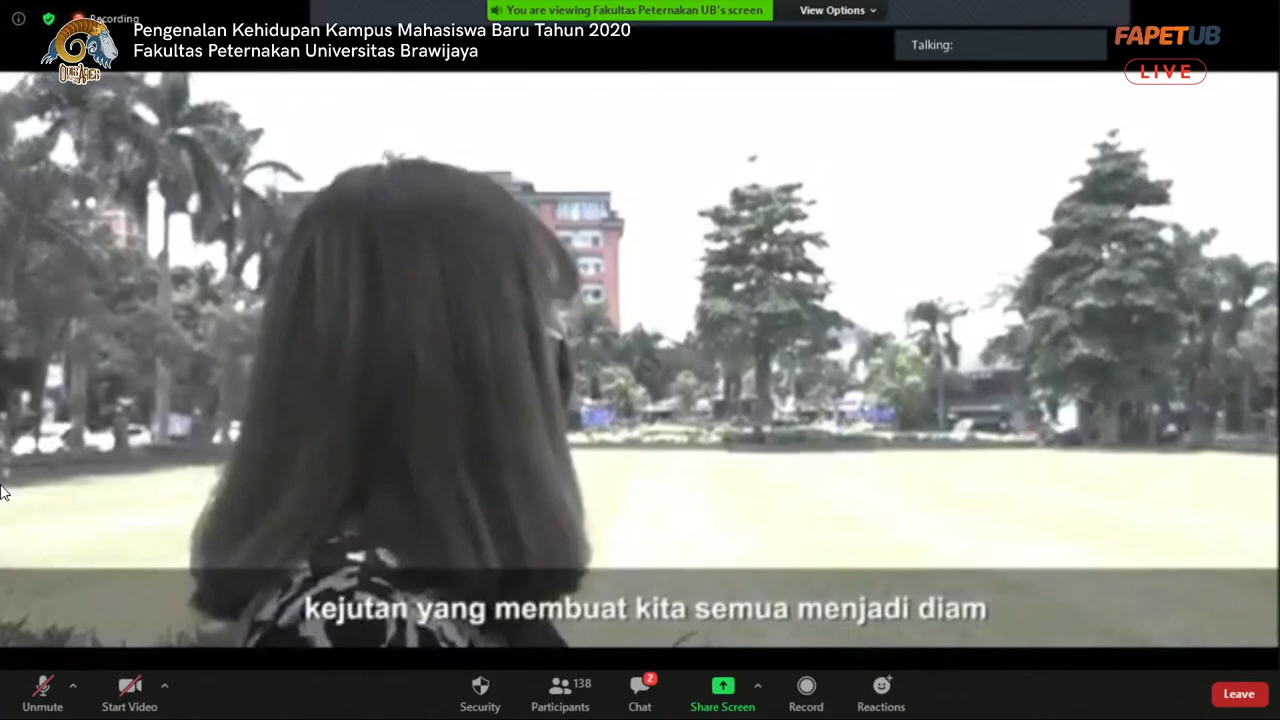 Recording
You are viewing Fakultas Peternakan UB's screen
View Options
Pengenalan Kehidupan Kampus Mahasiswa Baru Tahun 2020
Fakultas Peternakan Universitas Brawijaya
Talking:
FAPETUB
LIVE
kejutan yang membuat kita semua menjadi diam
Unmute
Start Video
Security
138
Participants
2
Chat
Share Screen
Record
Reactions
Leave